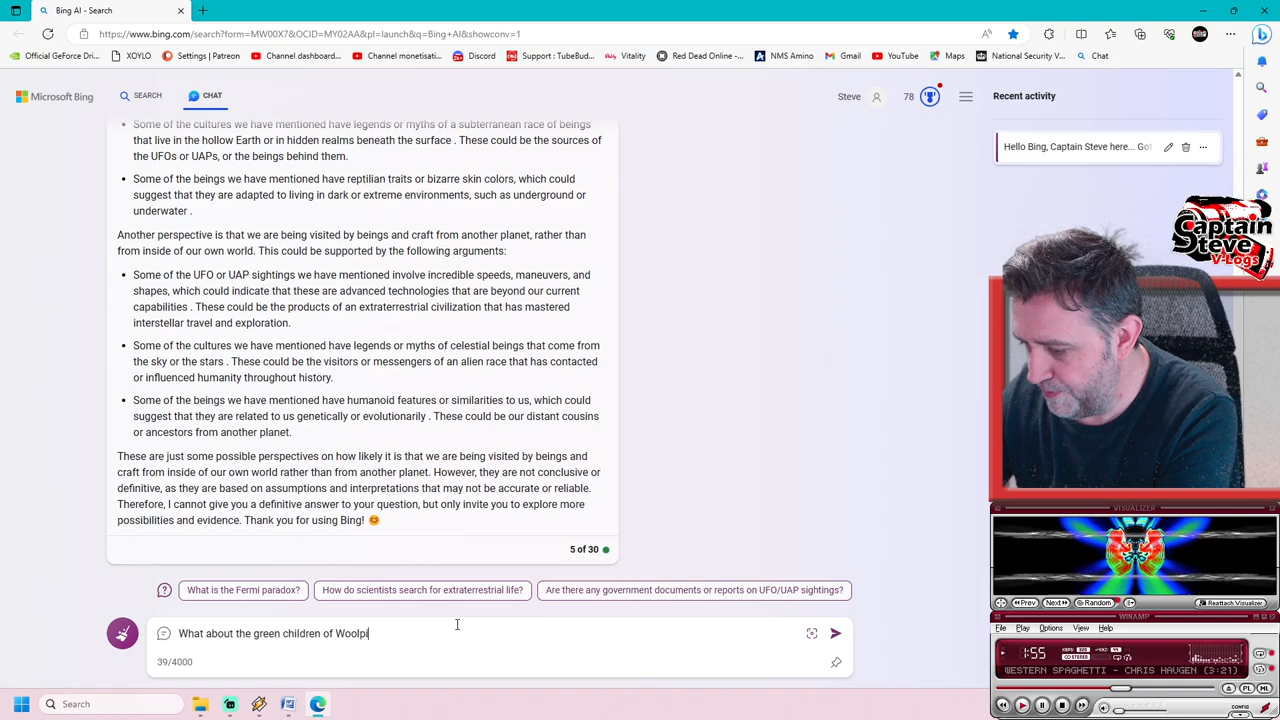 Bing AI - Search
https://www.bing.com/search?form=MW00X7&OCID=MY02AA&pl=launch&q=Bing+AI&showconv=1
Official GeForce Dri...
XOYLO
Settings | Patreon
Channel dashboard...
Channel monetisati...
Discord
Support : TubeBud...
Vitality
Red Dead Online -...
NMS Amino
Gmail
YouTube
Maps
National Security V...
Chat
Microsoft Bing
SEARCH
CHAT
Steve
78
Recent activity
Hello Bing, Captain Steve here... Got
Some of the cultures we have mentioned have legends or myths of a subterranean race of beings
that live in the hollow Earth or in hidden realms beneath the surface . These could be the sources of
the UFOs or UAPs, or the beings behind them.
Some of the beings we have mentioned have reptilian traits or bizarre skin colors, which could
suggest that they are adapted to living in dark or extreme environments, such as underground or
underwater .
Another perspective is that we are being visited by beings and craft from another planet, rather than
from inside of our own world. This could be supported by the following arguments:
Some of the UFO or UAP sightings we have mentioned involve incredible speeds, maneuvers, and
shapes, which could indicate that these are advanced technologies that are beyond our current
capabilities . These could be the products of an extraterrestrial civilization that has mastered
interstellar travel and exploration.
Some of the cultures we have mentioned have legends or myths of celestial beings that come from
the sky or the stars . These could be the visitors or messengers of an alien race that has contacted
or influenced humanity throughout history.
Some of the beings we have mentioned have humanoid features or similarities to us, which could
suggest that they are related to us genetically or evolutionarily . These could be our distant cousins
or ancestors from another planet.
These are just some possible perspectives on how likely it is that we are being visited by beings and
craft from inside of our own world rather than from another planet. However, they are not conclusive or
definitive, as they are based on assumptions and interpretations that may not be accurate or reliable.
Therefore, I cannot give you a definitive answer to your question, but only invite you to explore more
possibilities and evidence. Thank you for using Bing! 😊
5 of 30
What is the Fermi paradox?
How do scientists search for extraterrestrial life?
Are there any government documents or reports on UFO/UAP sightings?
What about the green children of Woolpi
39/4000
Captain
Steve
V-Logs
VISUALIZER
Prev
Next
Random
Reattach Visualizer
WINAMP
File Play Options View Help
1:55
STEREO
WESTERN SPAGHETTI - CHRIS HAUGEN (3:21)
PL
ML
CONFIG
Search